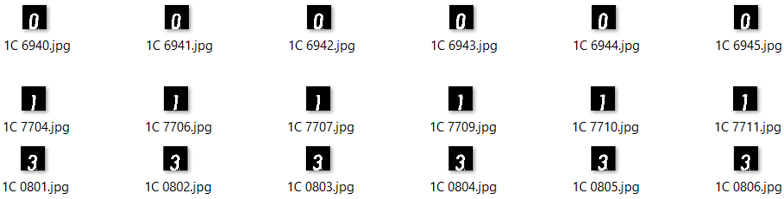 0 0 0 0 0 0
1C 6940.jpg 1C 6941.jpg 1C 6942.jpg 1C 6943.jpg 1C 6944.jpg 1C 6945.jpg
1 1 1 1 1 1
1C 7704.jpg 1C 7706.jpg 1C 7707.jpg 1C 7709.jpg 1C 7710.jpg 1C 7711.jpg
3 3 3 3 3 3
1C 0801.jpg 1C 0802.jpg 1C 0803.jpg 1C 0804.jpg 1C 0805.jpg 1C 0806.jpg